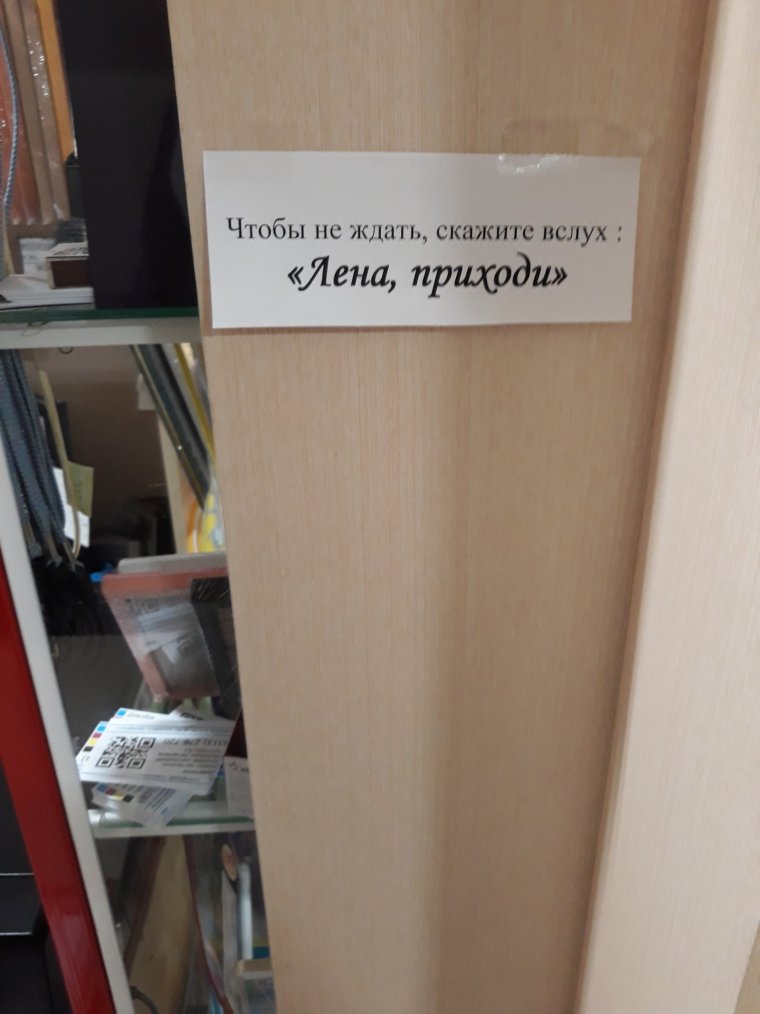 Чтобы не ждать, скажите вслух :
«Лена, приходи»